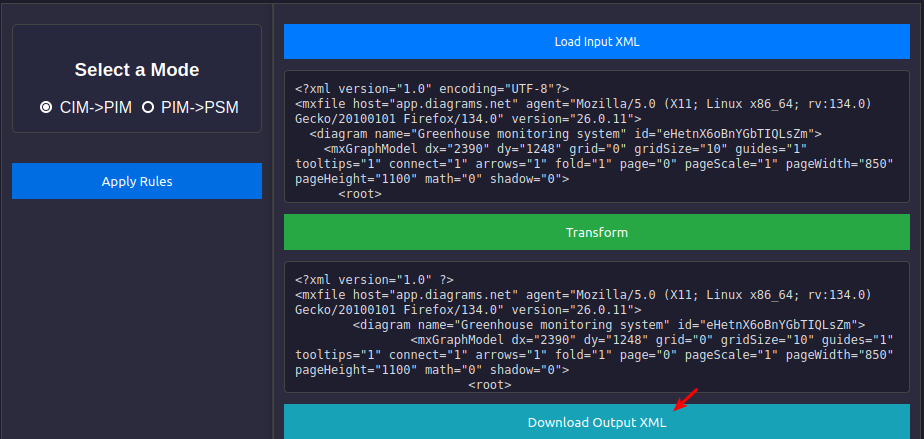 Select a Mode
CIM->PIM PIM->PSM
Apply Rules
Load Input XML
<?xml version="1.0" encoding="UTF-8"?>
<mxfile host="app.diagrams.net" agent="Mozilla/5.0 (X11; Linux x86_64; rv:134.0)
Gecko/20100101 Firefox/134.0" version="26.0.11">
<diagram name="Greenhouse monitoring system" id="eHetnX6oBnYGbTIQLsZm">
<mxGraphModel dx="2390" dy="1248" grid="0" gridSize="10" guides="1"
tooltips="1" connect="1" arrows="1" fold="1" page="0" pageScale="1" pageWidth="850"
pageHeight="1100" math="0" shadow="0">
<root>
Transform
<?xml version="1.0" ?>
<mxfile host="app.diagrams.net" agent="Mozilla/5.0 (X11; Linux x86_64; rv:134.0)
Gecko/20100101 Firefox/134.0" version="26.0.11">
<diagram name="Greenhouse monitoring system" id="eHetnX6oBnYGbTIQLsZm">
<mxGraphModel dx="2390" dy="1248" grid="0" gridSize="10" guides="1"
tooltips="1" connect="1" arrows="1" fold="1" page="0" pageScale="1" pageWidth="850"
pageHeight="1100" math="0" shadow="0">
<root>
Download Output XML